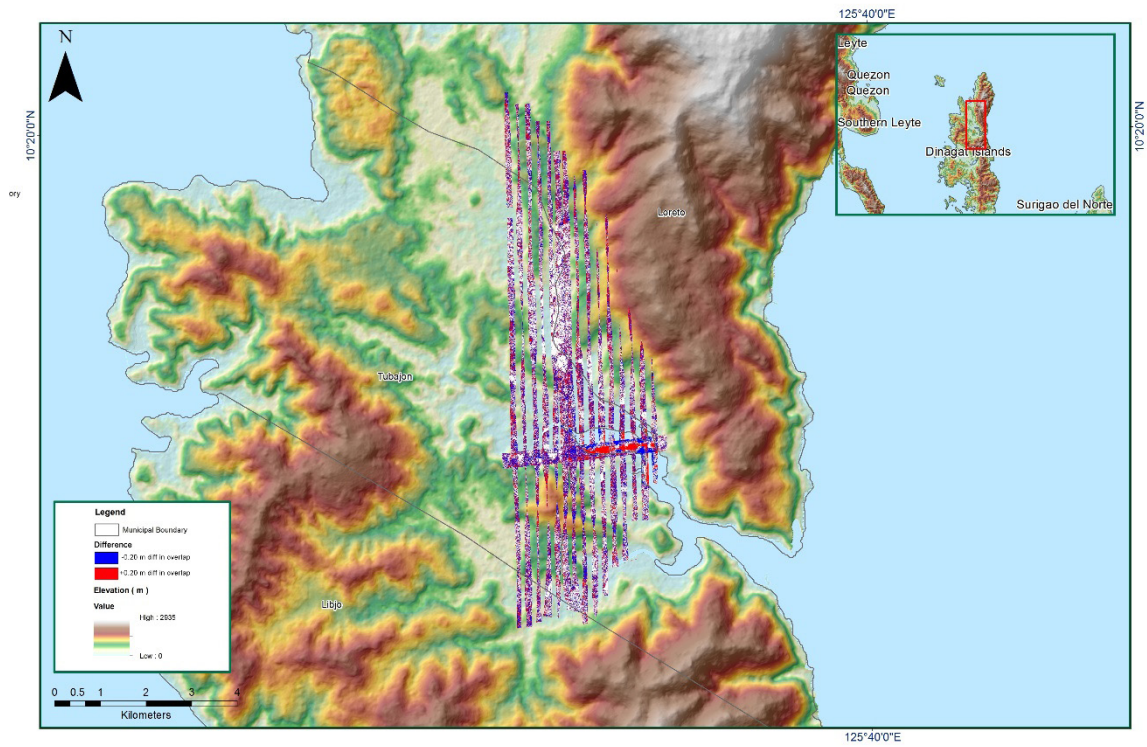 125°40'0"E
N
Leyte
Quezon
Quezon
Southern Leyte
Dinagat Islands
Surigao del Norte
10°20'0"N
10°20'0"N
ory
Loreto
Tubajon
Libjo
Legend
Municipal Boundary
Difference
-0.20 m diff in overlap
+0.20 m diff in overlap
Elevation ( m )
Value
High : 2935
Low : 0
0 0.5 1 2 3 4
Kilometers
125°40'0"E